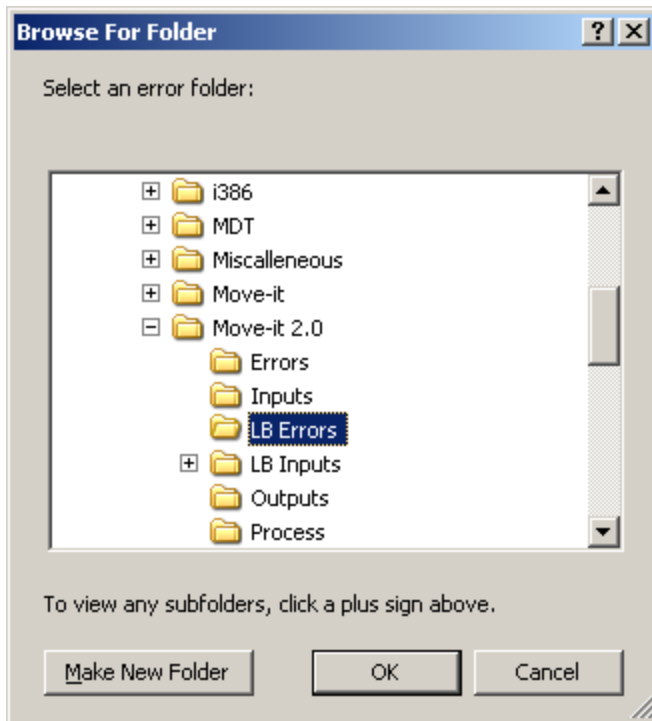 Browse For Folder
Select an error folder:
i386
MDT
Miscalleneous
Move-it
Move-it 2.0
Errors
Inputs
LB Errors
LB Inputs
Outputs
Process
To view any subfolders, click a plus sign above.
Make New Folder OK Cancel